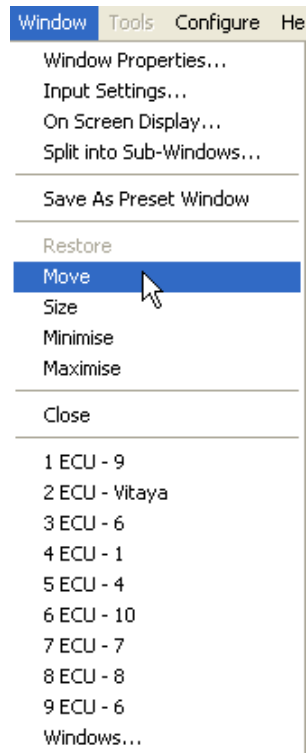 Window Tools Configure He
Window Properties...
Input Settings...
On Screen Display...
Split into Sub-Windows...
Save As Preset Window
Restore
Move
Size
Minimise
Maximise
Close
1 ECU - 9
2 ECU - Vitaya
3 ECU - 6
4 ECU - 1
5 ECU - 4
6 ECU - 10
7 ECU - 7
8 ECU - 8
9 ECU - 6
Windows...